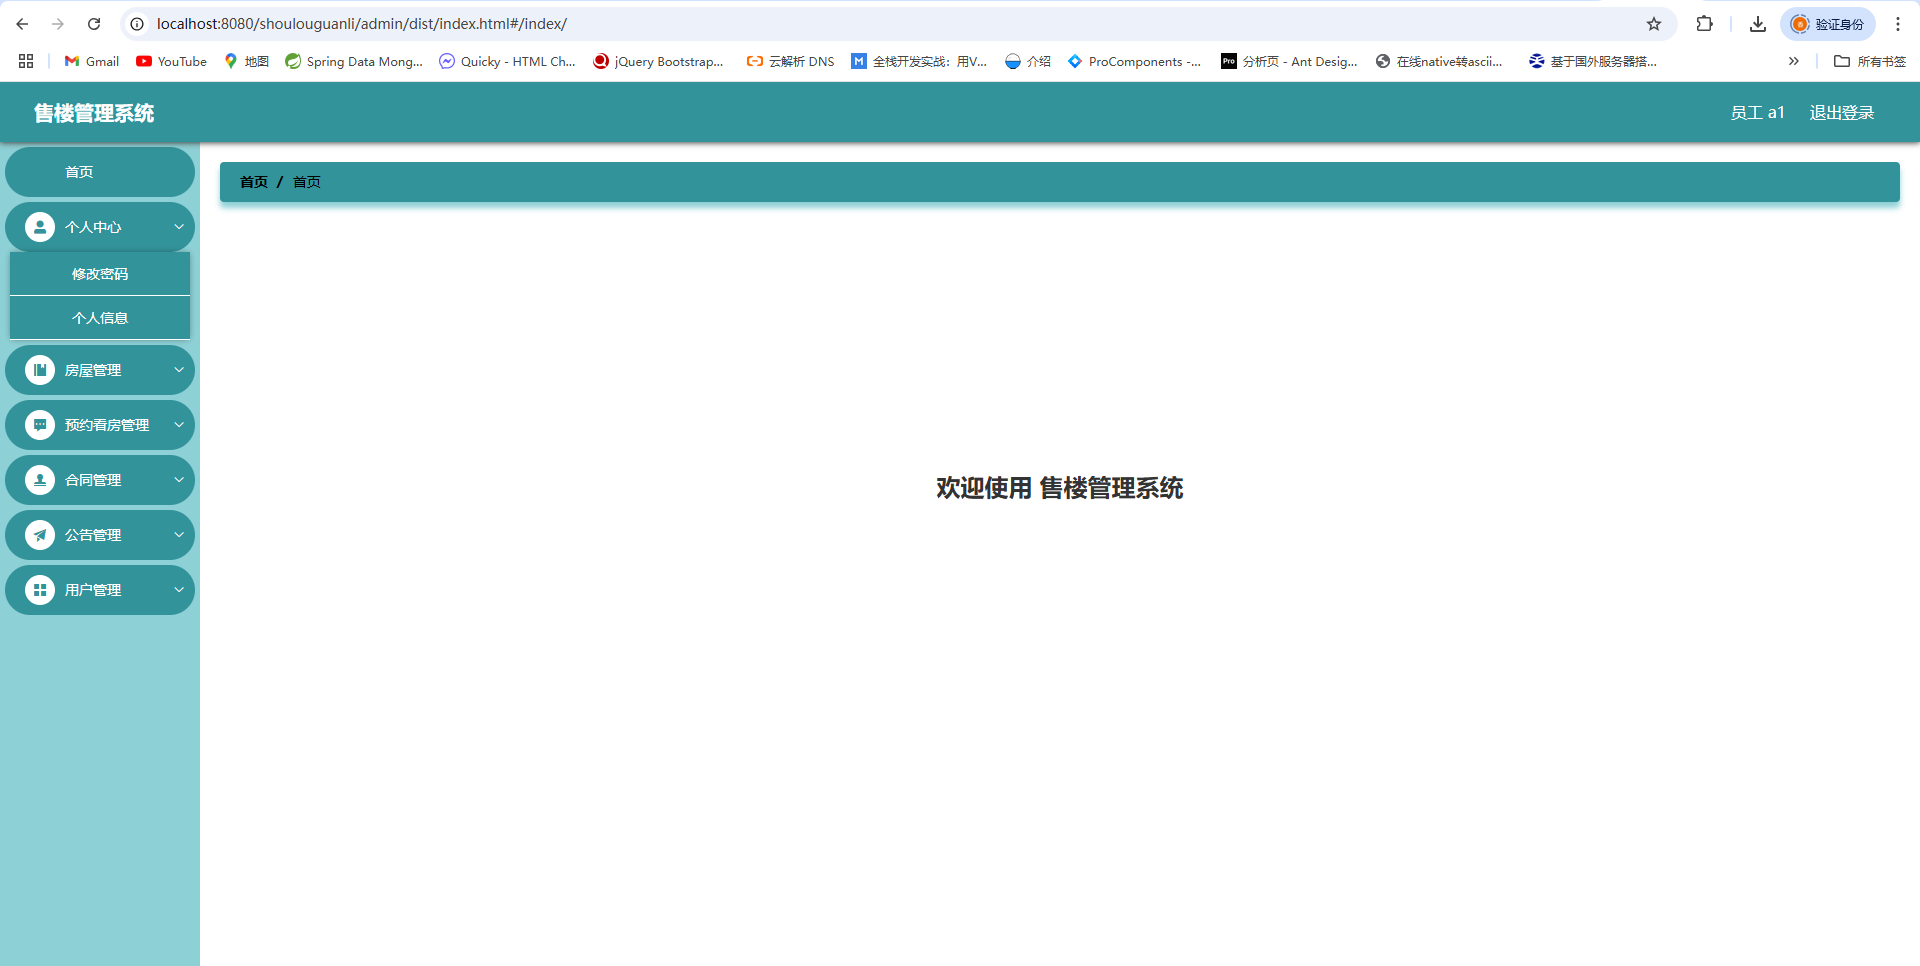 localhost:8080/shoulouguanli/admin/dist/index.html#/index/
验证身份
Gmail
YouTube
地图
Spring Data Mong...
Quicky - HTML Ch...
jQuery Bootstrap...
云解析 DNS
全栈开发实战：用V...
介绍
ProComponents -...
分析页 - Ant Desig...
在线native转ascii...
基于国外服务器搭...
所有书签
售楼管理系统
员工 a1
退出登录
首页
个人中心
修改密码
个人信息
房屋管理
预约看房管理
合同管理
公告管理
用户管理
首页 / 首页
欢迎使用 售楼管理系统